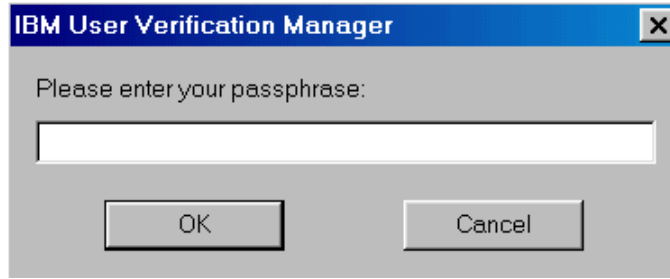 IBM User Verification Manager
Please enter your passphrase:
OK
Cancel